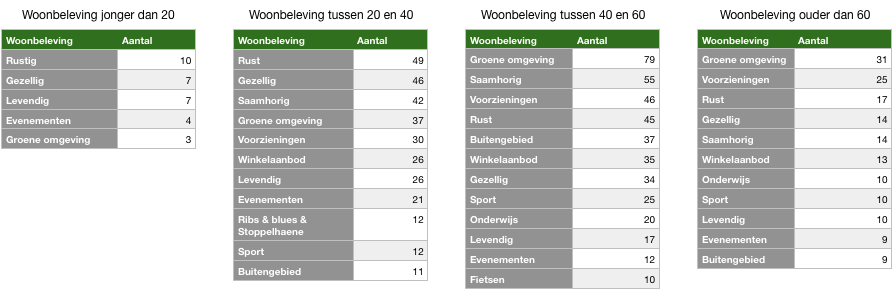 Woonbeleving jonger dan 20
Woonbeleving Aantal
Rustig 10
Gezellig 7
Levendig 7
Evenementen 4
Groene omgeving 3
Woonbeleving tussen 20 en 40
Woonbeleving Aantal
Rust 49
Gezellig 46
Saamhorig 42
Groene omgeving 37
Voorzieningen 30
Winkelaanbod 26
Levendig 26
Evenementen 21
Ribs & blues & 12
Stoppelhaene
Sport 12
Buitengebied 11
Woonbeleving tussen 40 en 60
Woonbeleving Aantal
Groene omgeving 79
Saamhorig 55
Voorzieningen 46
Rust 45
Buitengebied 37
Winkelaanbod 35
Gezellig 34
Sport 25
Onderwijs 20
Levendig 17
Evenementen 12
Fietsen 10
Woonbeleving ouder dan 60
Woonbeleving Aantal
Groene omgeving 31
Voorzieningen 25
Rust 17
Gezellig 14
Saamhorig 14
Winkelaanbod 13
Onderwijs 10
Sport 10
Levendig 10
Evenementen 9
Buitengebied 9